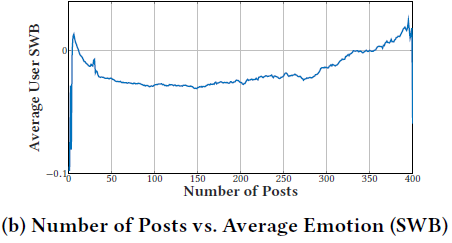 0
−0.1
Average User SWB
0 50 100 150 200 250 300 350 400
Number of Posts
(b) Number of Posts vs. Average Emotion (SWB)